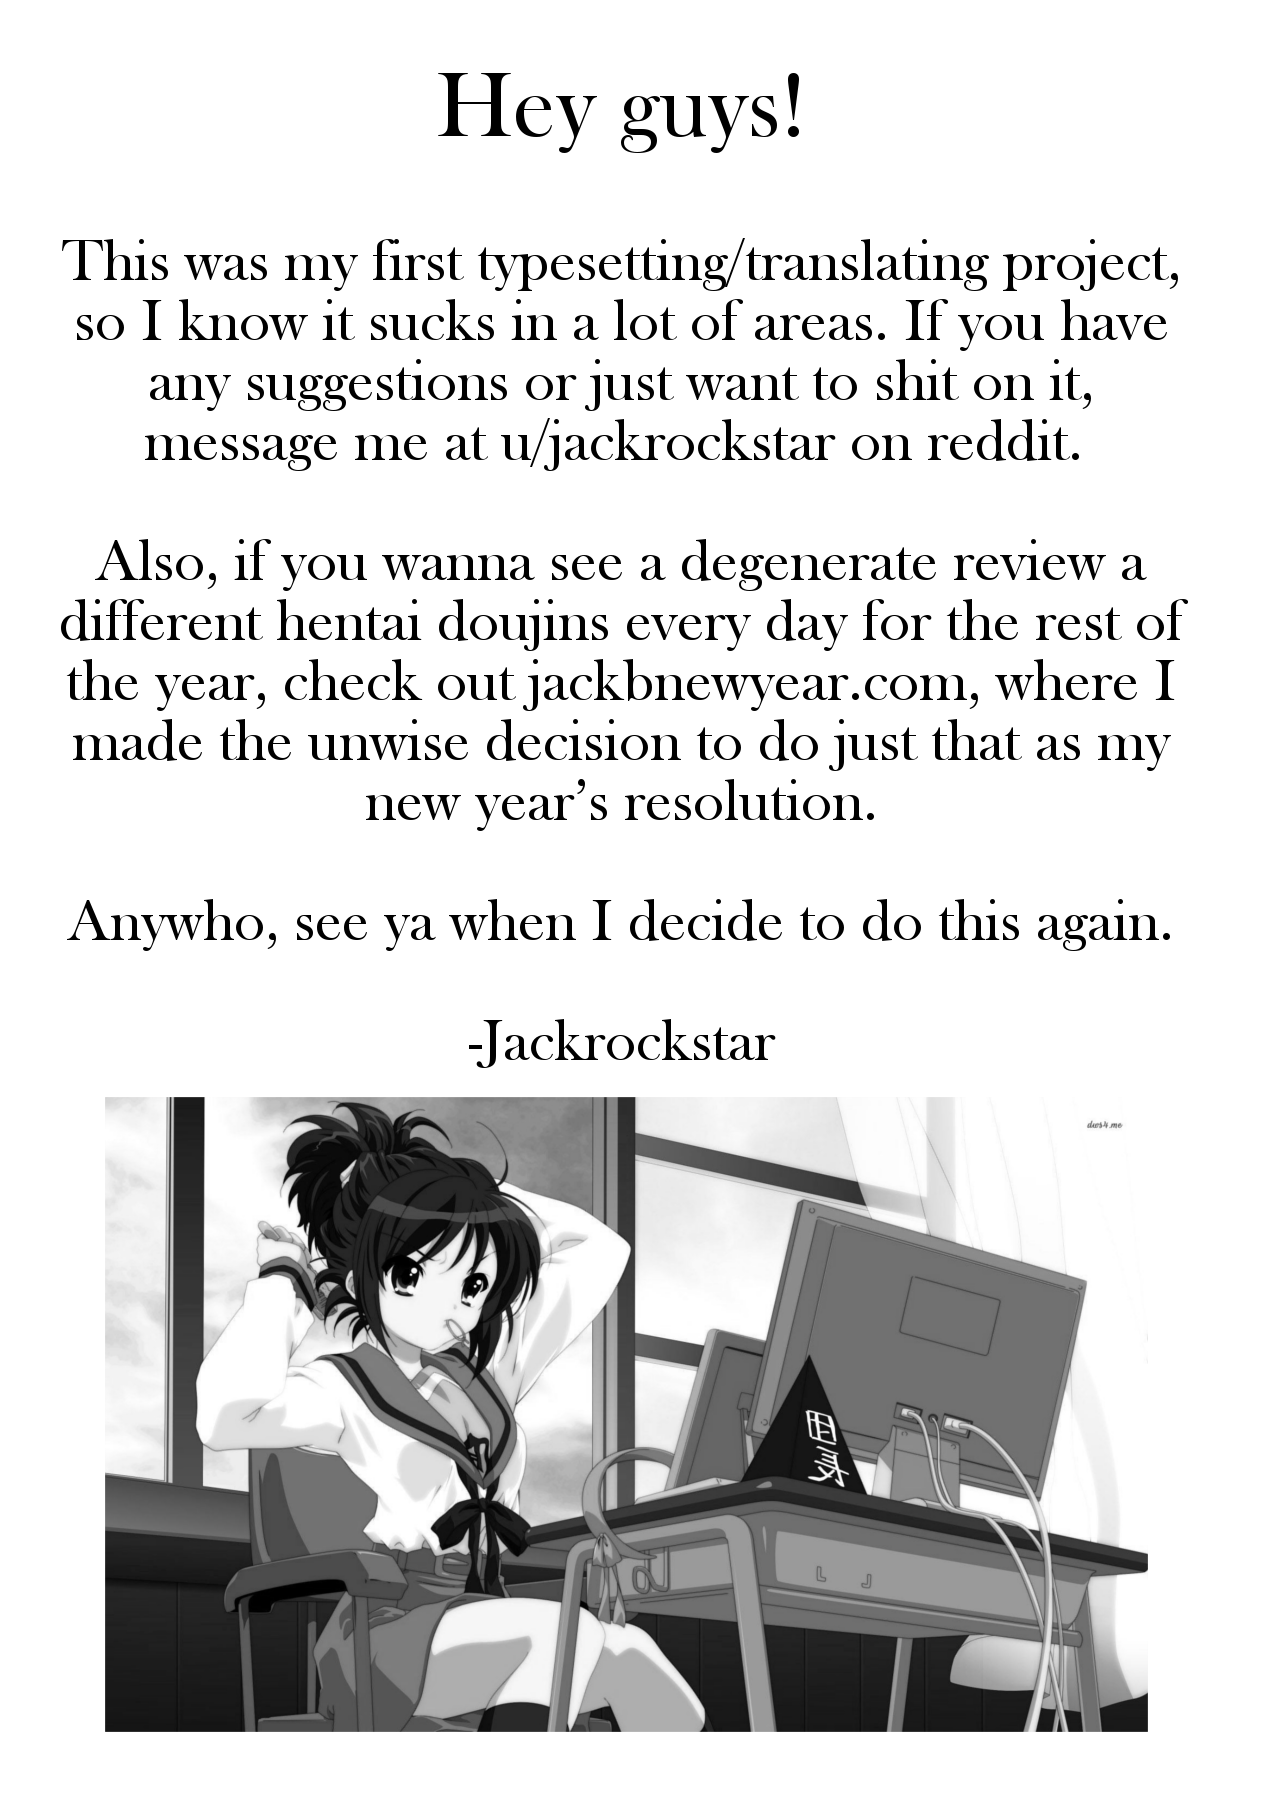 Hey guys!
This was my first typesetting/translating project,
so I know it sucks in a lot of areas. If you have
any suggestions or just want to shit on it,
message me at u/jackrockstar on reddit.
Also, if you wanna see a degenerate review a
different hentai doujins every day for the rest of
the year, check out jackbnewyear.com, where I
made the unwise decision to do just that as my
new year’s resolution.
Anywho, see ya when I decide to do this again.
-Jackrockstar
dws4.me
団長